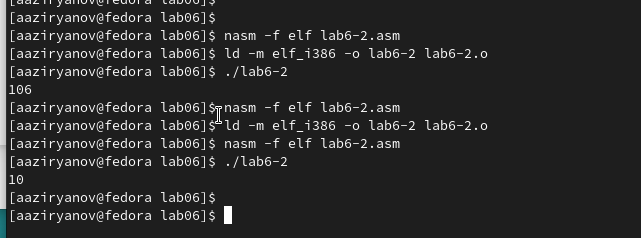 [aaziryanov@fedora lab06]$
[aaziryanov@fedora lab06]$
[aaziryanov@fedora lab06]$ nasm -f elf lab6-2.asm
[aaziryanov@fedora lab06]$ ld -m elf_i386 -o lab6-2 lab6-2.o
[aaziryanov@fedora lab06]$ ./lab6-2
106
[aaziryanov@fedora lab06]$ nasm -f elf lab6-2.asm
[aaziryanov@fedora lab06]$ ld -m elf_i386 -o lab6-2 lab6-2.o
[aaziryanov@fedora lab06]$ nasm -f elf lab6-2.asm
[aaziryanov@fedora lab06]$ ./lab6-2
10
[aaziryanov@fedora lab06]$
[aaziryanov@fedora lab06]$